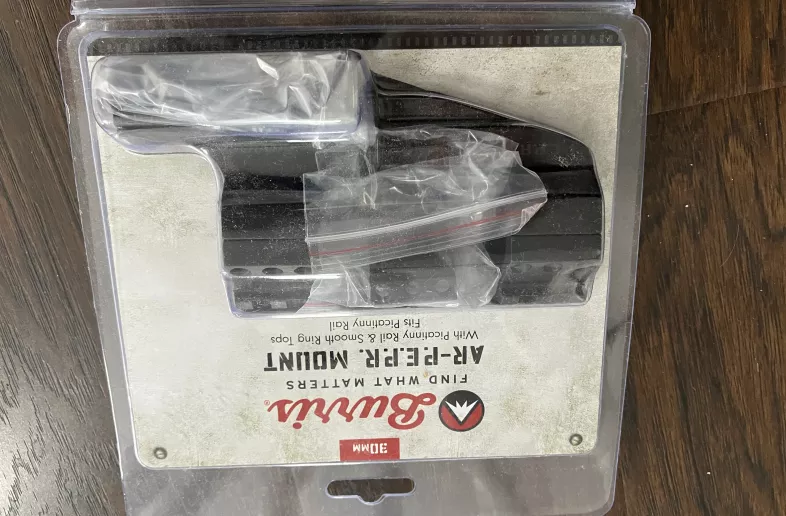 30MM
Burris®
FIND WHAT MATTERS
AR-P.E.P.R. MOUNT
With Picatinny Rail & Smooth Ring Tops
Fits Picatinny Rail